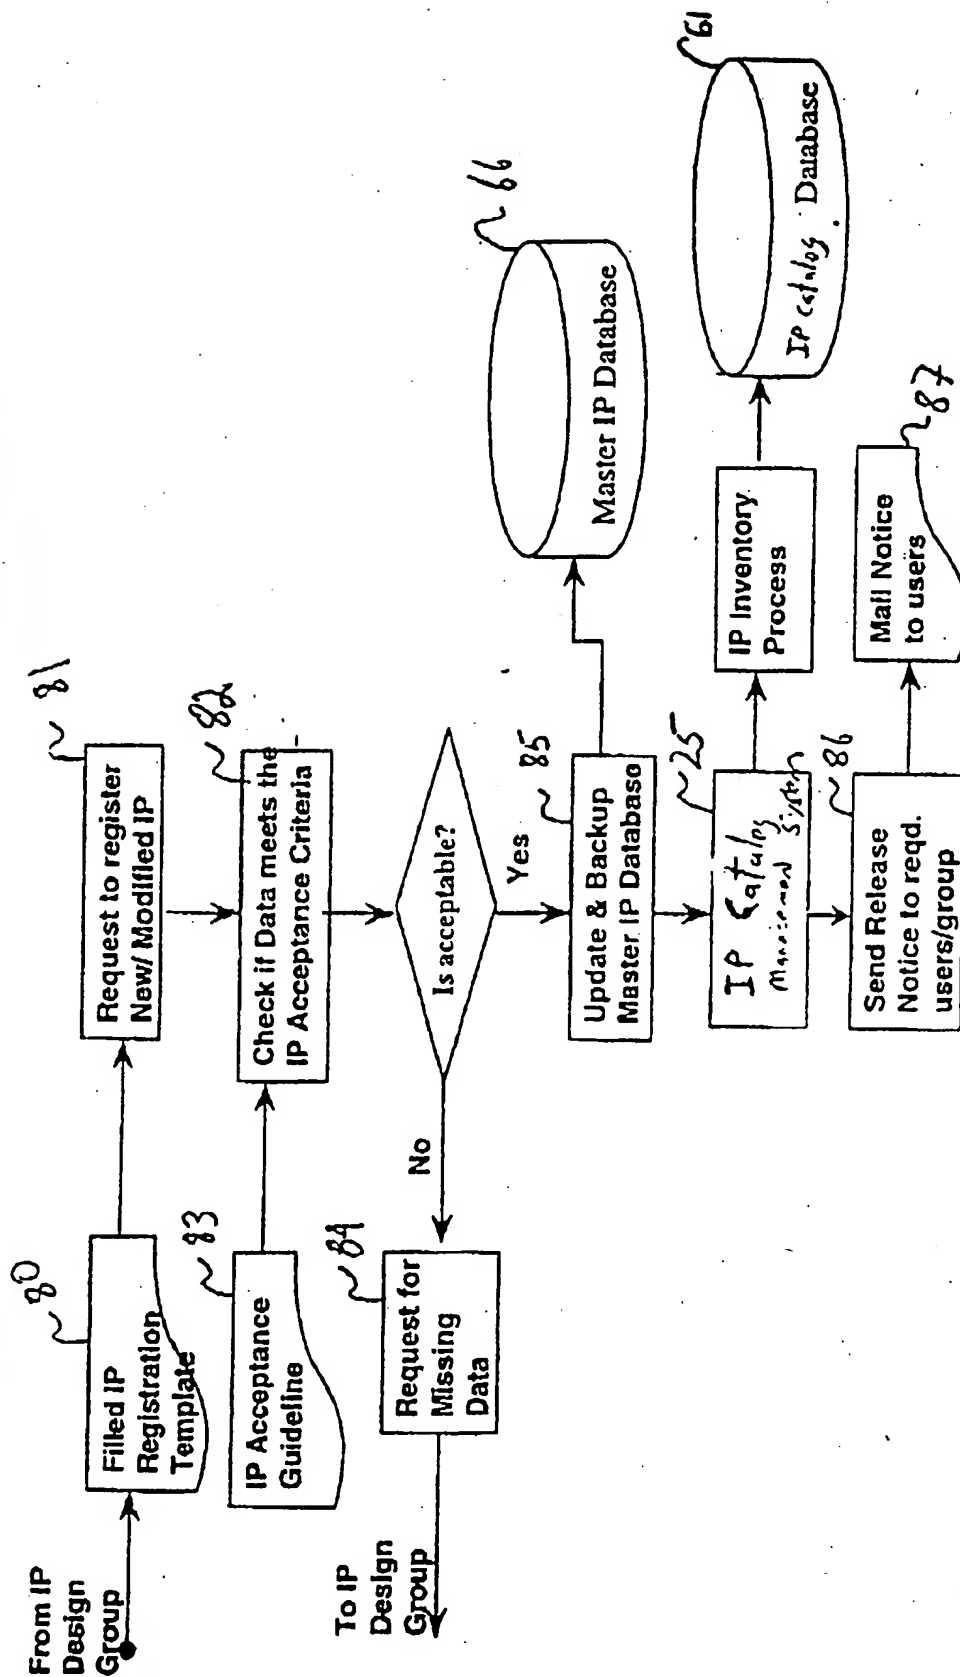 From IP
Design
Group
80
Filled IP
Registration
Template
81
Request to register
New/ Modified IP
83
IP Acceptance
Guideline
82
Check if Data meets the
IP Acceptance Criteria
Is acceptable?
No
Yes
84
Request for
Missing
Data
To IP
Design
Group
85
Update & Backup
Master IP Database
66
Master IP Database
25
IP Catalog
Management System
IP Inventory
Process
61
IP Catalog Database
86
Send Release
Notice to reqd.
users/group
87
Mail Notice
to users